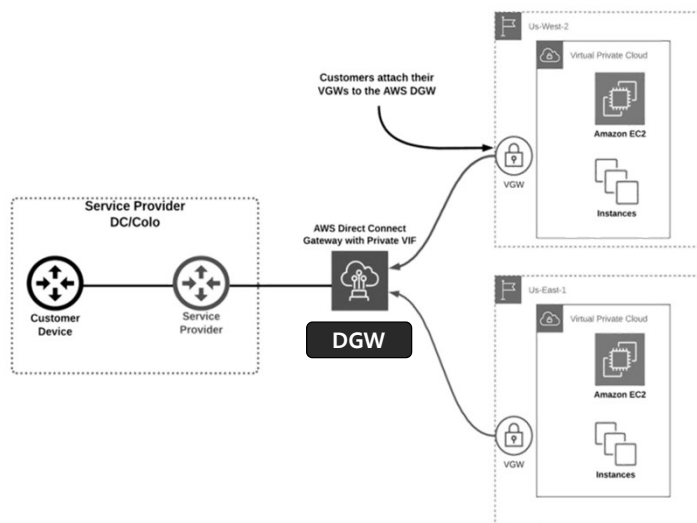 Us-West-2
Virtual Private Cloud
Customers attach their
VGWs to the AWS DGW
Amazon EC2
VGW
Instances
Service Provider
DC/Colo
AWS Direct Connect
Gateway with Private VIF
Customer
Device
Service
Provider
DGW
Us-East-1
Virtual Private Cloud
Amazon EC2
VGW
Instances